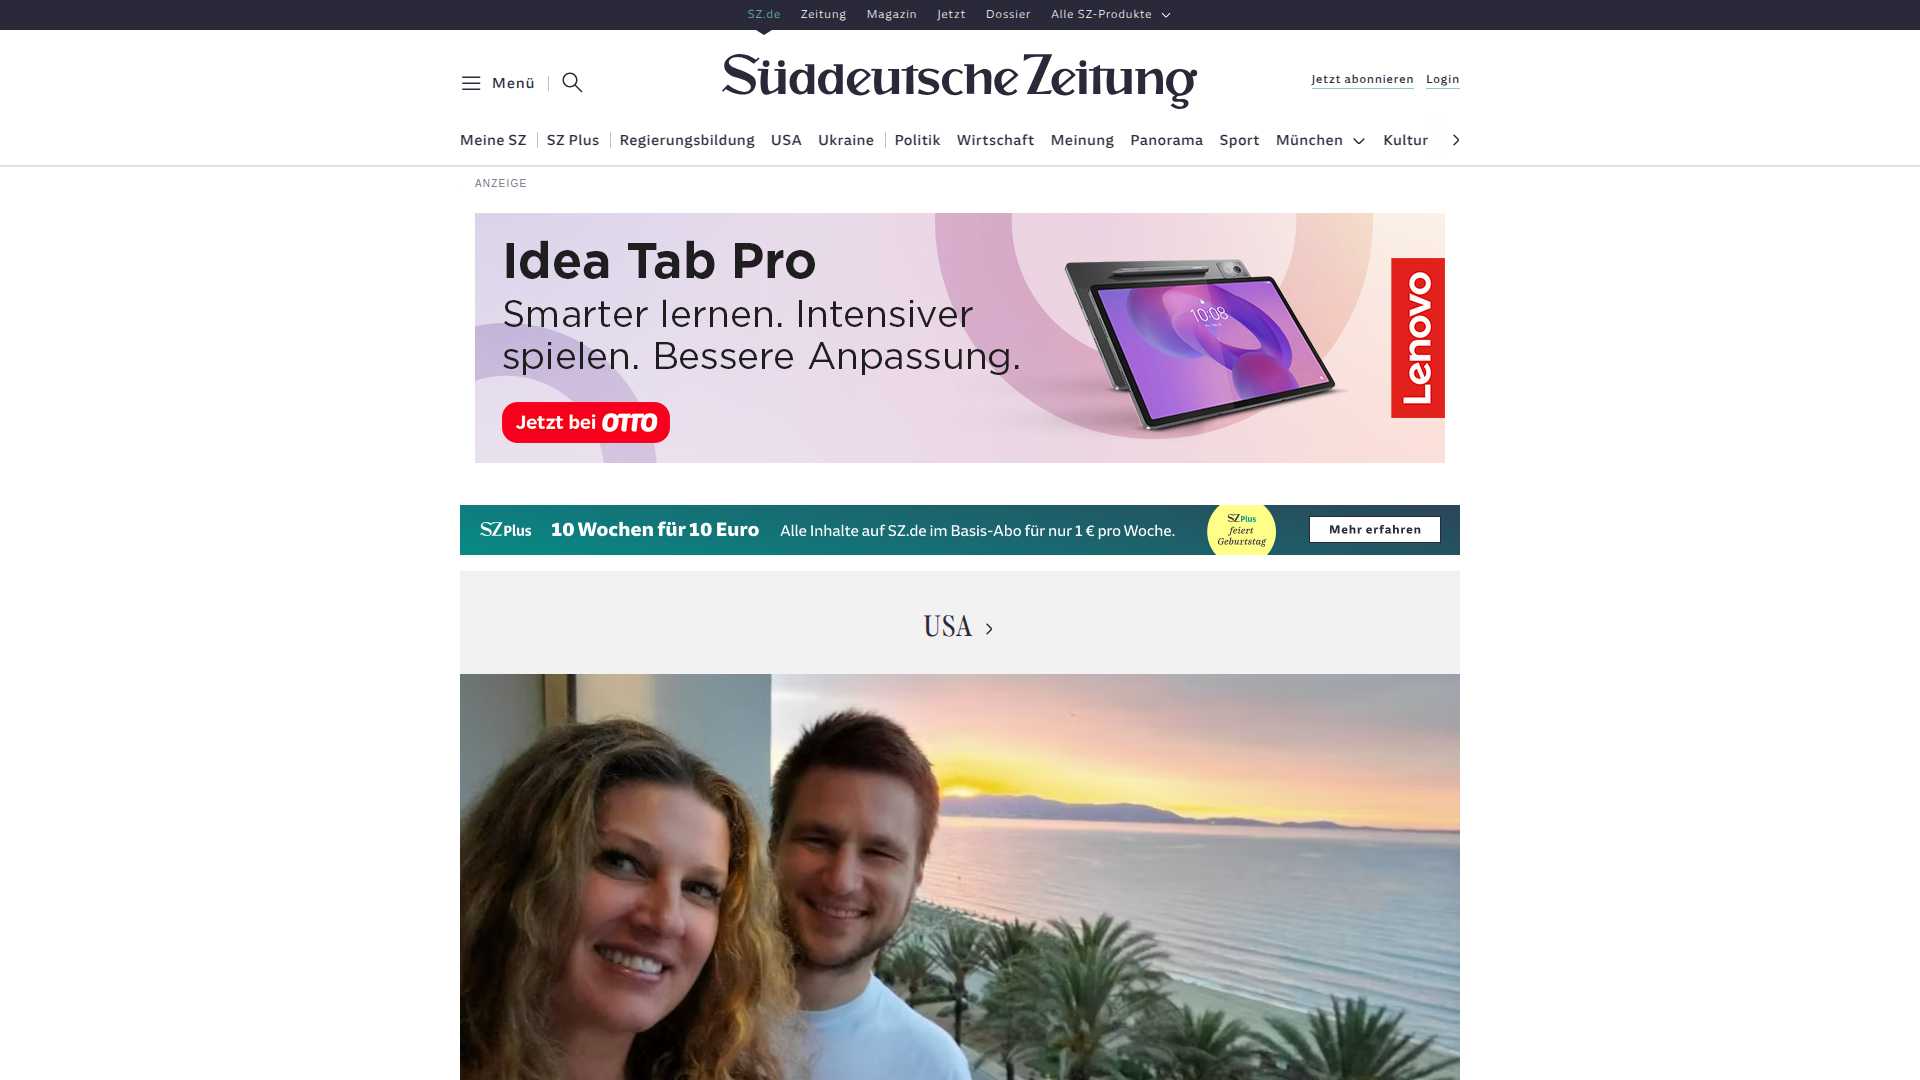 SZ.de Zeitung Magazin Jetzt Dossier Alle SZ-Produkte
Menü
Süddeutsche Zeitung
Jetzt abonnieren Login
Meine SZ SZ Plus Regierungsbildung USA Ukraine Politik Wirtschaft Meinung Panorama Sport München Kultur
ANZEIGE
Idea Tab Pro
Smarter lernen. Intensiver
spielen. Bessere Anpassung.
Jetzt bei OTTO
10:08
Lenovo
SZ Plus 10 Wochen für 10 Euro Alle Inhalte auf SZ.de im Basis-Abo für nur 1 € pro Woche.
SZ Plus
feiert
Geburtstag
Mehr erfahren
USA